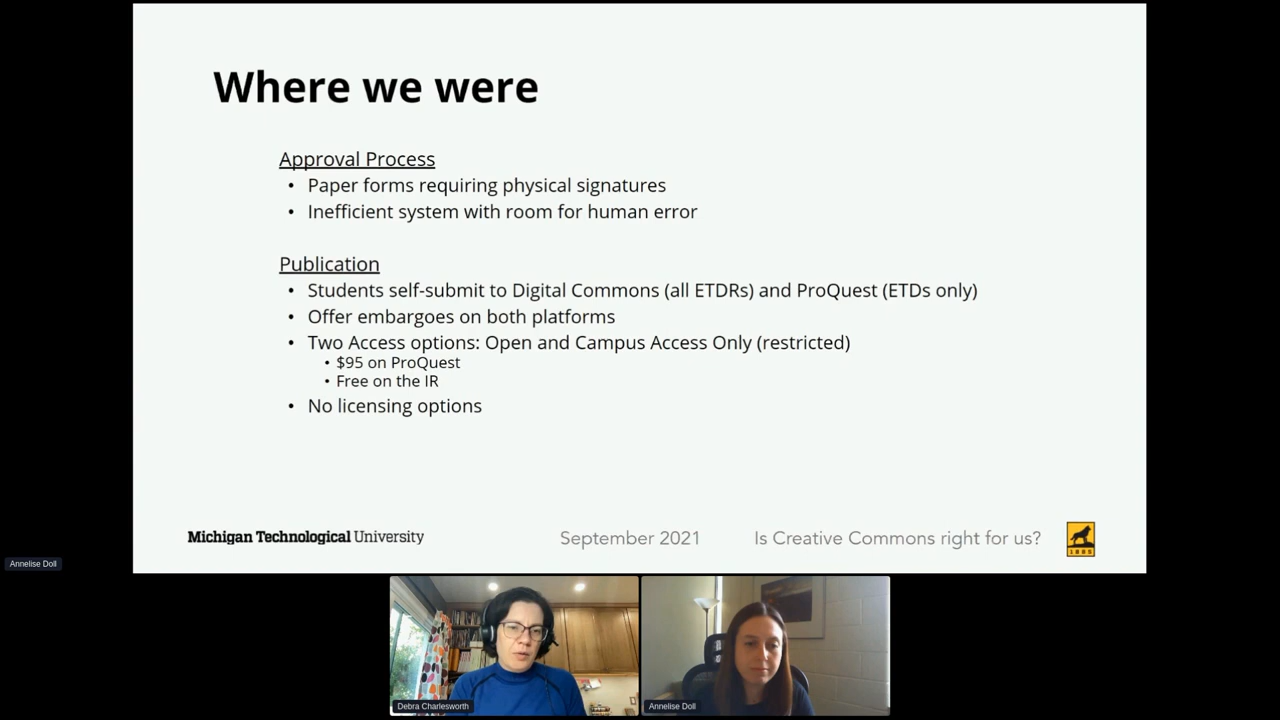 Where we were
Approval Process
• Paper forms requiring physical signatures
• Inefficient system with room for human error
Publication
• Students self-submit to Digital Commons (all ETDRs) and ProQuest (ETDs only)
• Offer embargoes on both platforms
• Two Access options: Open and Campus Access Only (restricted)
• $95 on ProQuest
• Free on the IR
• No licensing options
Michigan Technological University
September 2021
Is Creative Commons right for us?
1885
Annelise Doll
Debra Charlesworth
Annelise Doll